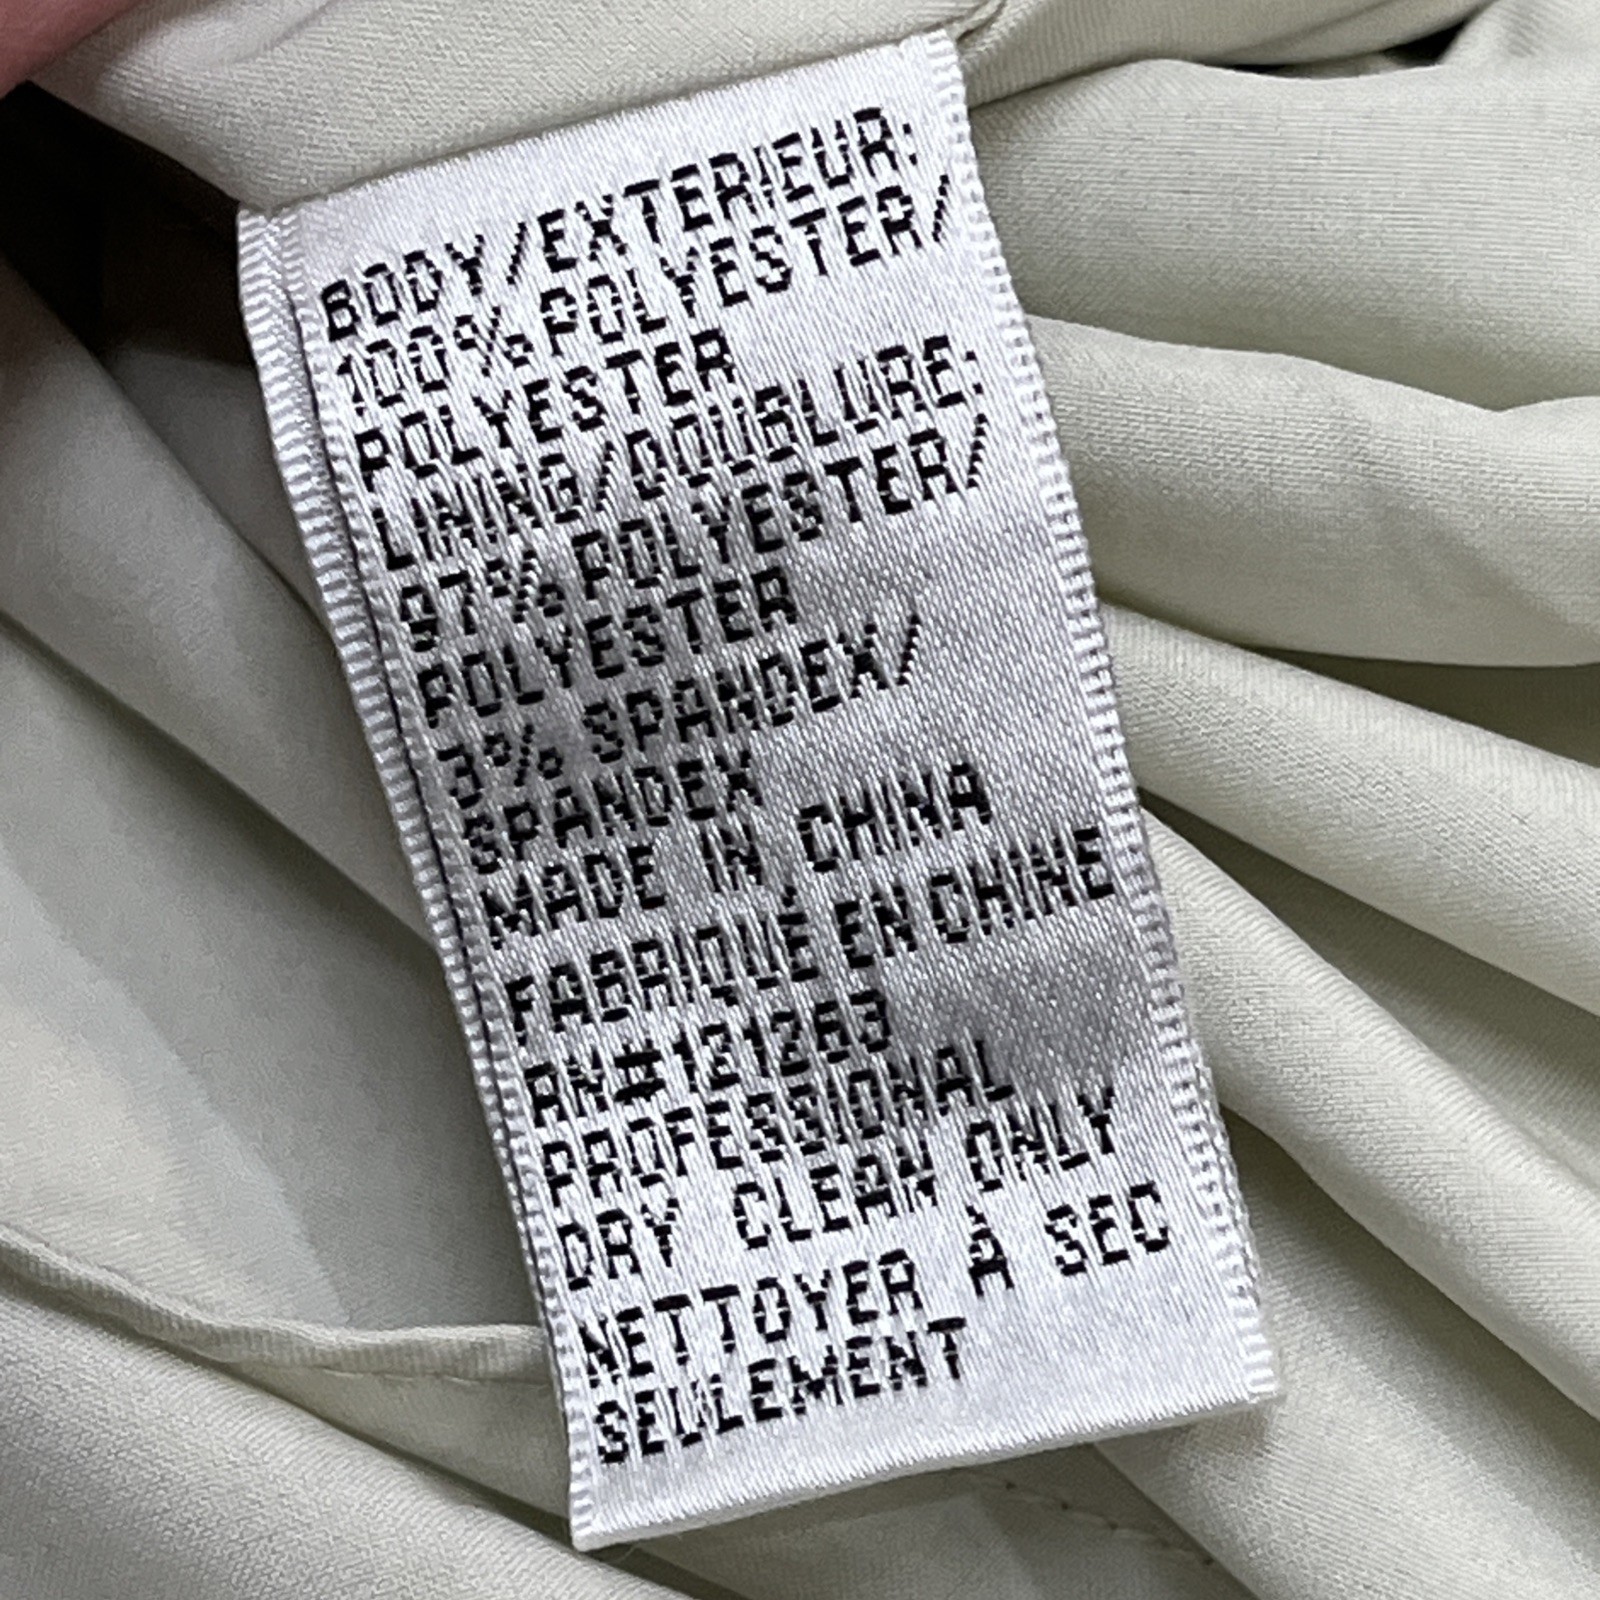 BODY/EXTERIEUR:
100% POLYESTER/
POLYESTER
LINING/DOUBLURE:
97% POLYESTER/
POLYESTER
3% SPANDEX/
SPANDEX
MADE IN CHINA
FABRIQUÉ EN CHINE
RN#121263
PROFESSIONAL
DRY CLEAN ONLY
NETTOYER À SEC
SEULEMENT